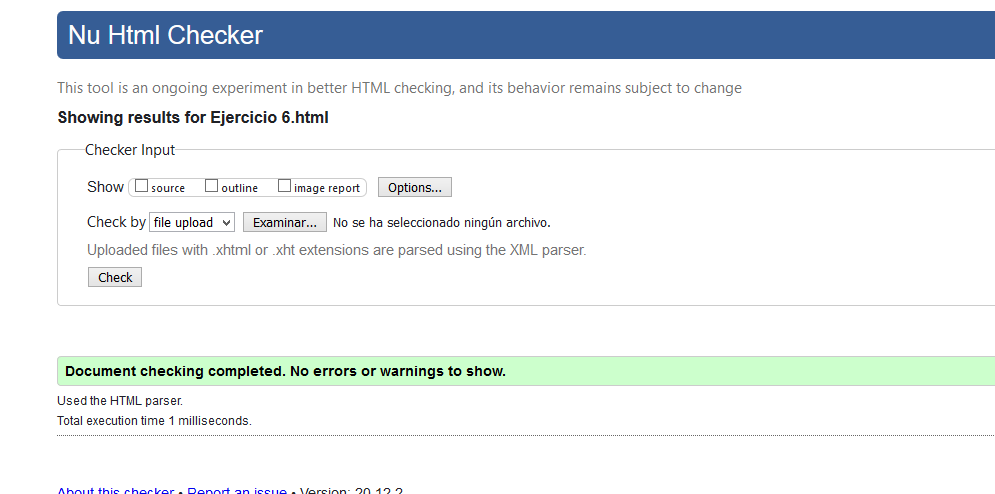 Nu Html Checker
This tool is an ongoing experiment in better HTML checking, and its behavior remains subject to change
Showing results for Ejercicio 6.html
Checker Input
Show source outline image report Options...
Check by file upload Examinar... No se ha seleccionado ningún archivo.
Uploaded files with .xhtml or .xht extensions are parsed using the XML parser.
Check
Document checking completed. No errors or warnings to show.
Used the HTML parser.
Total execution time 1 milliseconds.
About this checker • Report an issue • Version: 20.12.2